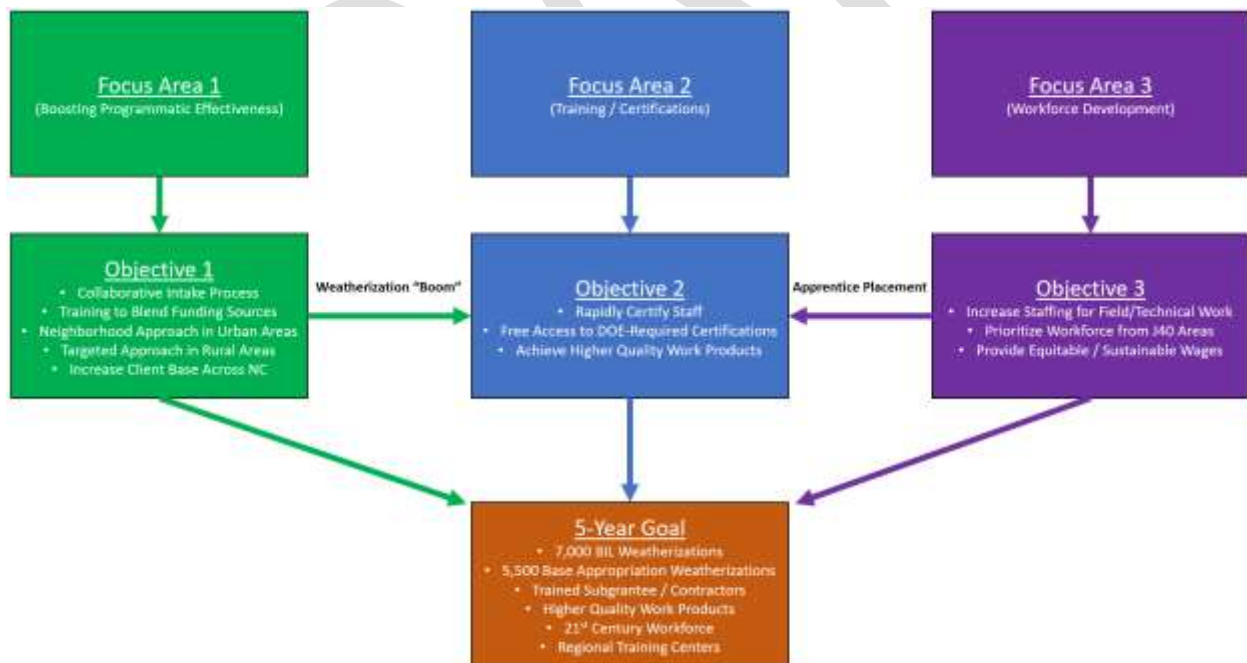 Focus Area 1
(Boosting Programmatic Effectiveness)
Focus Area 2
(Training / Certifications)
Focus Area 3
(Workforce Development)
Objective 1
• Collaborative Intake Process
• Training to Blend Funding Sources
• Neighborhood Approach in Urban Areas
• Targeted Approach in Rural Areas
• Increase Client Base Across NC
Weatherization "Boom"
Objective 2
• Rapidly Certify Staff
• Free Access to DOE-Required Certifications
• Achieve Higher Quality Work Products
Apprentice Placement
Objective 3
• Increase Staffing for Field/Technical Work
• Prioritize Workforce from J40 Areas
• Provide Equitable / Sustainable Wages
5-Year Goal
• 7,000 BIL Weatherizations
• 5,500 Base Appropriation Weatherizations
• Trained Subgrantee / Contractors
• Higher Quality Work Products
• 21st Century Workforce
• Regional Training Centers